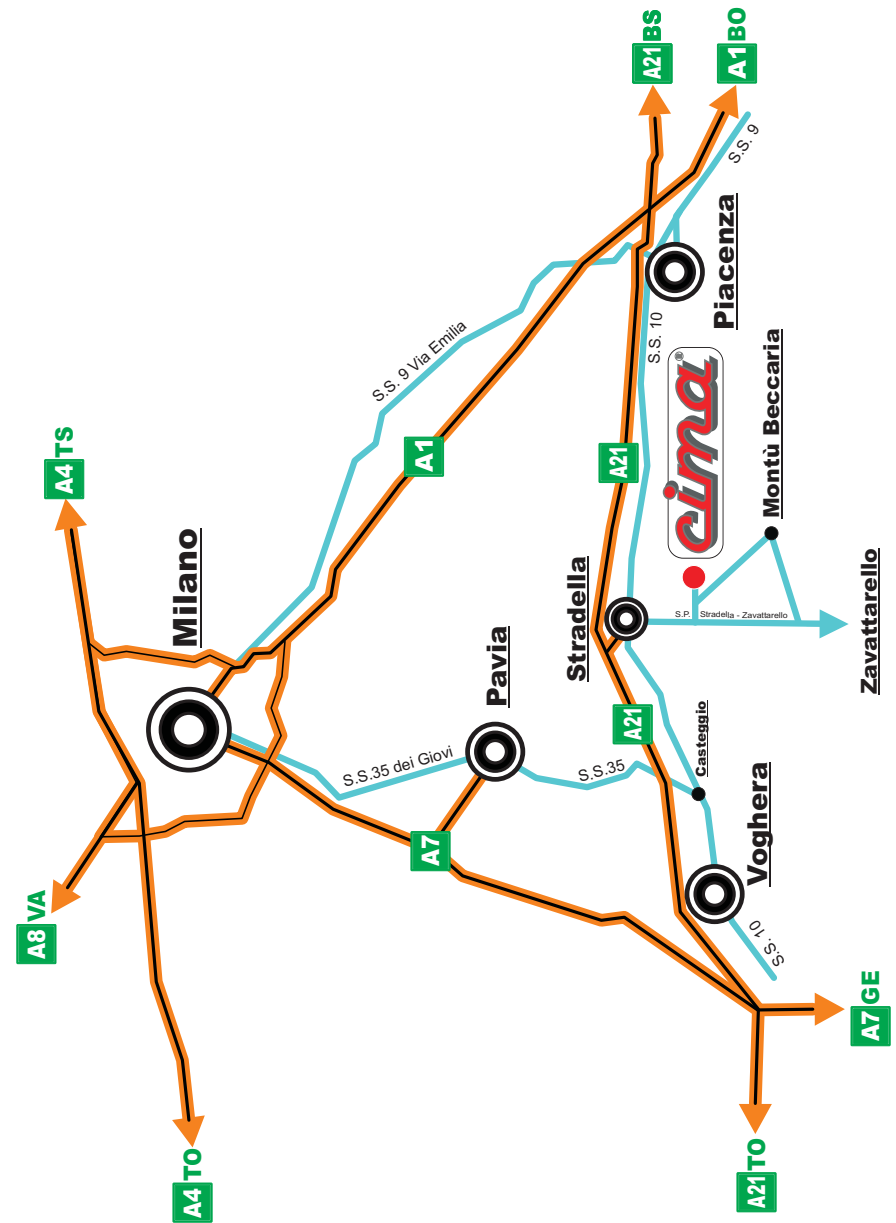 A4 TS
A8 VA
A4 TO
Milano
S.S. 9 Via Emilia
A1
S.S.35 dei Giovi
A7
Pavia
S.S.35
A21 BS
A1 BO
S.S. 9
Piacenza
S.S. 10
A21
cima®
Stradella
S.P. Stradella - Zavattarello
Montù Beccaria
Zavattarello
A21
Casteggio
Voghera
S.S. 10
A21 TO
A7 GE